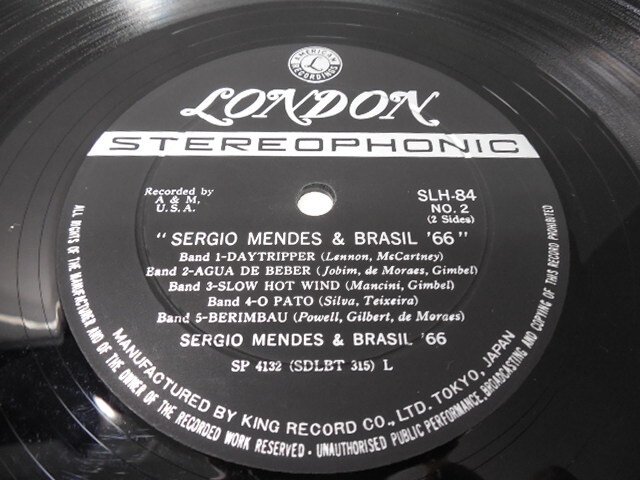 AMERICAN
L
RECORDINGS
LONDON
STEREOPHONIC
Recorded by
A & M,
U.S.A.
SLH-84
NO. 2
(2 Sides)
"SERGIO MENDES & BRASIL '66"
Band 1-DAYTRIPPER (Lennon, McCartney)
Band 2-AGUA DE BEBER (Jobim, de Moraes, Gimbel)
Band 3-SLOW HOT WIND (Mancini, Gimbel)
Band 4-O PATO (Silva, Teixeira)
Band 5-BERIMBAU (Powell, Gilbert, de Moraes)
SERGIO MENDES & BRASIL '66
SP 4132 (SDLBT 315) L
MANUFACTURED BY KING RECORD CO., LTD. TOKYO, JAPAN
ALL RIGHTS OF THE MANUFACTURER AND OF THE OWNER OF THE RECORDED WORK RESERVED · UNAUTHORISED PUBLIC PERFORMANCE, BROADCASTING AND COPYING OF THIS RECORD PROHIBITED